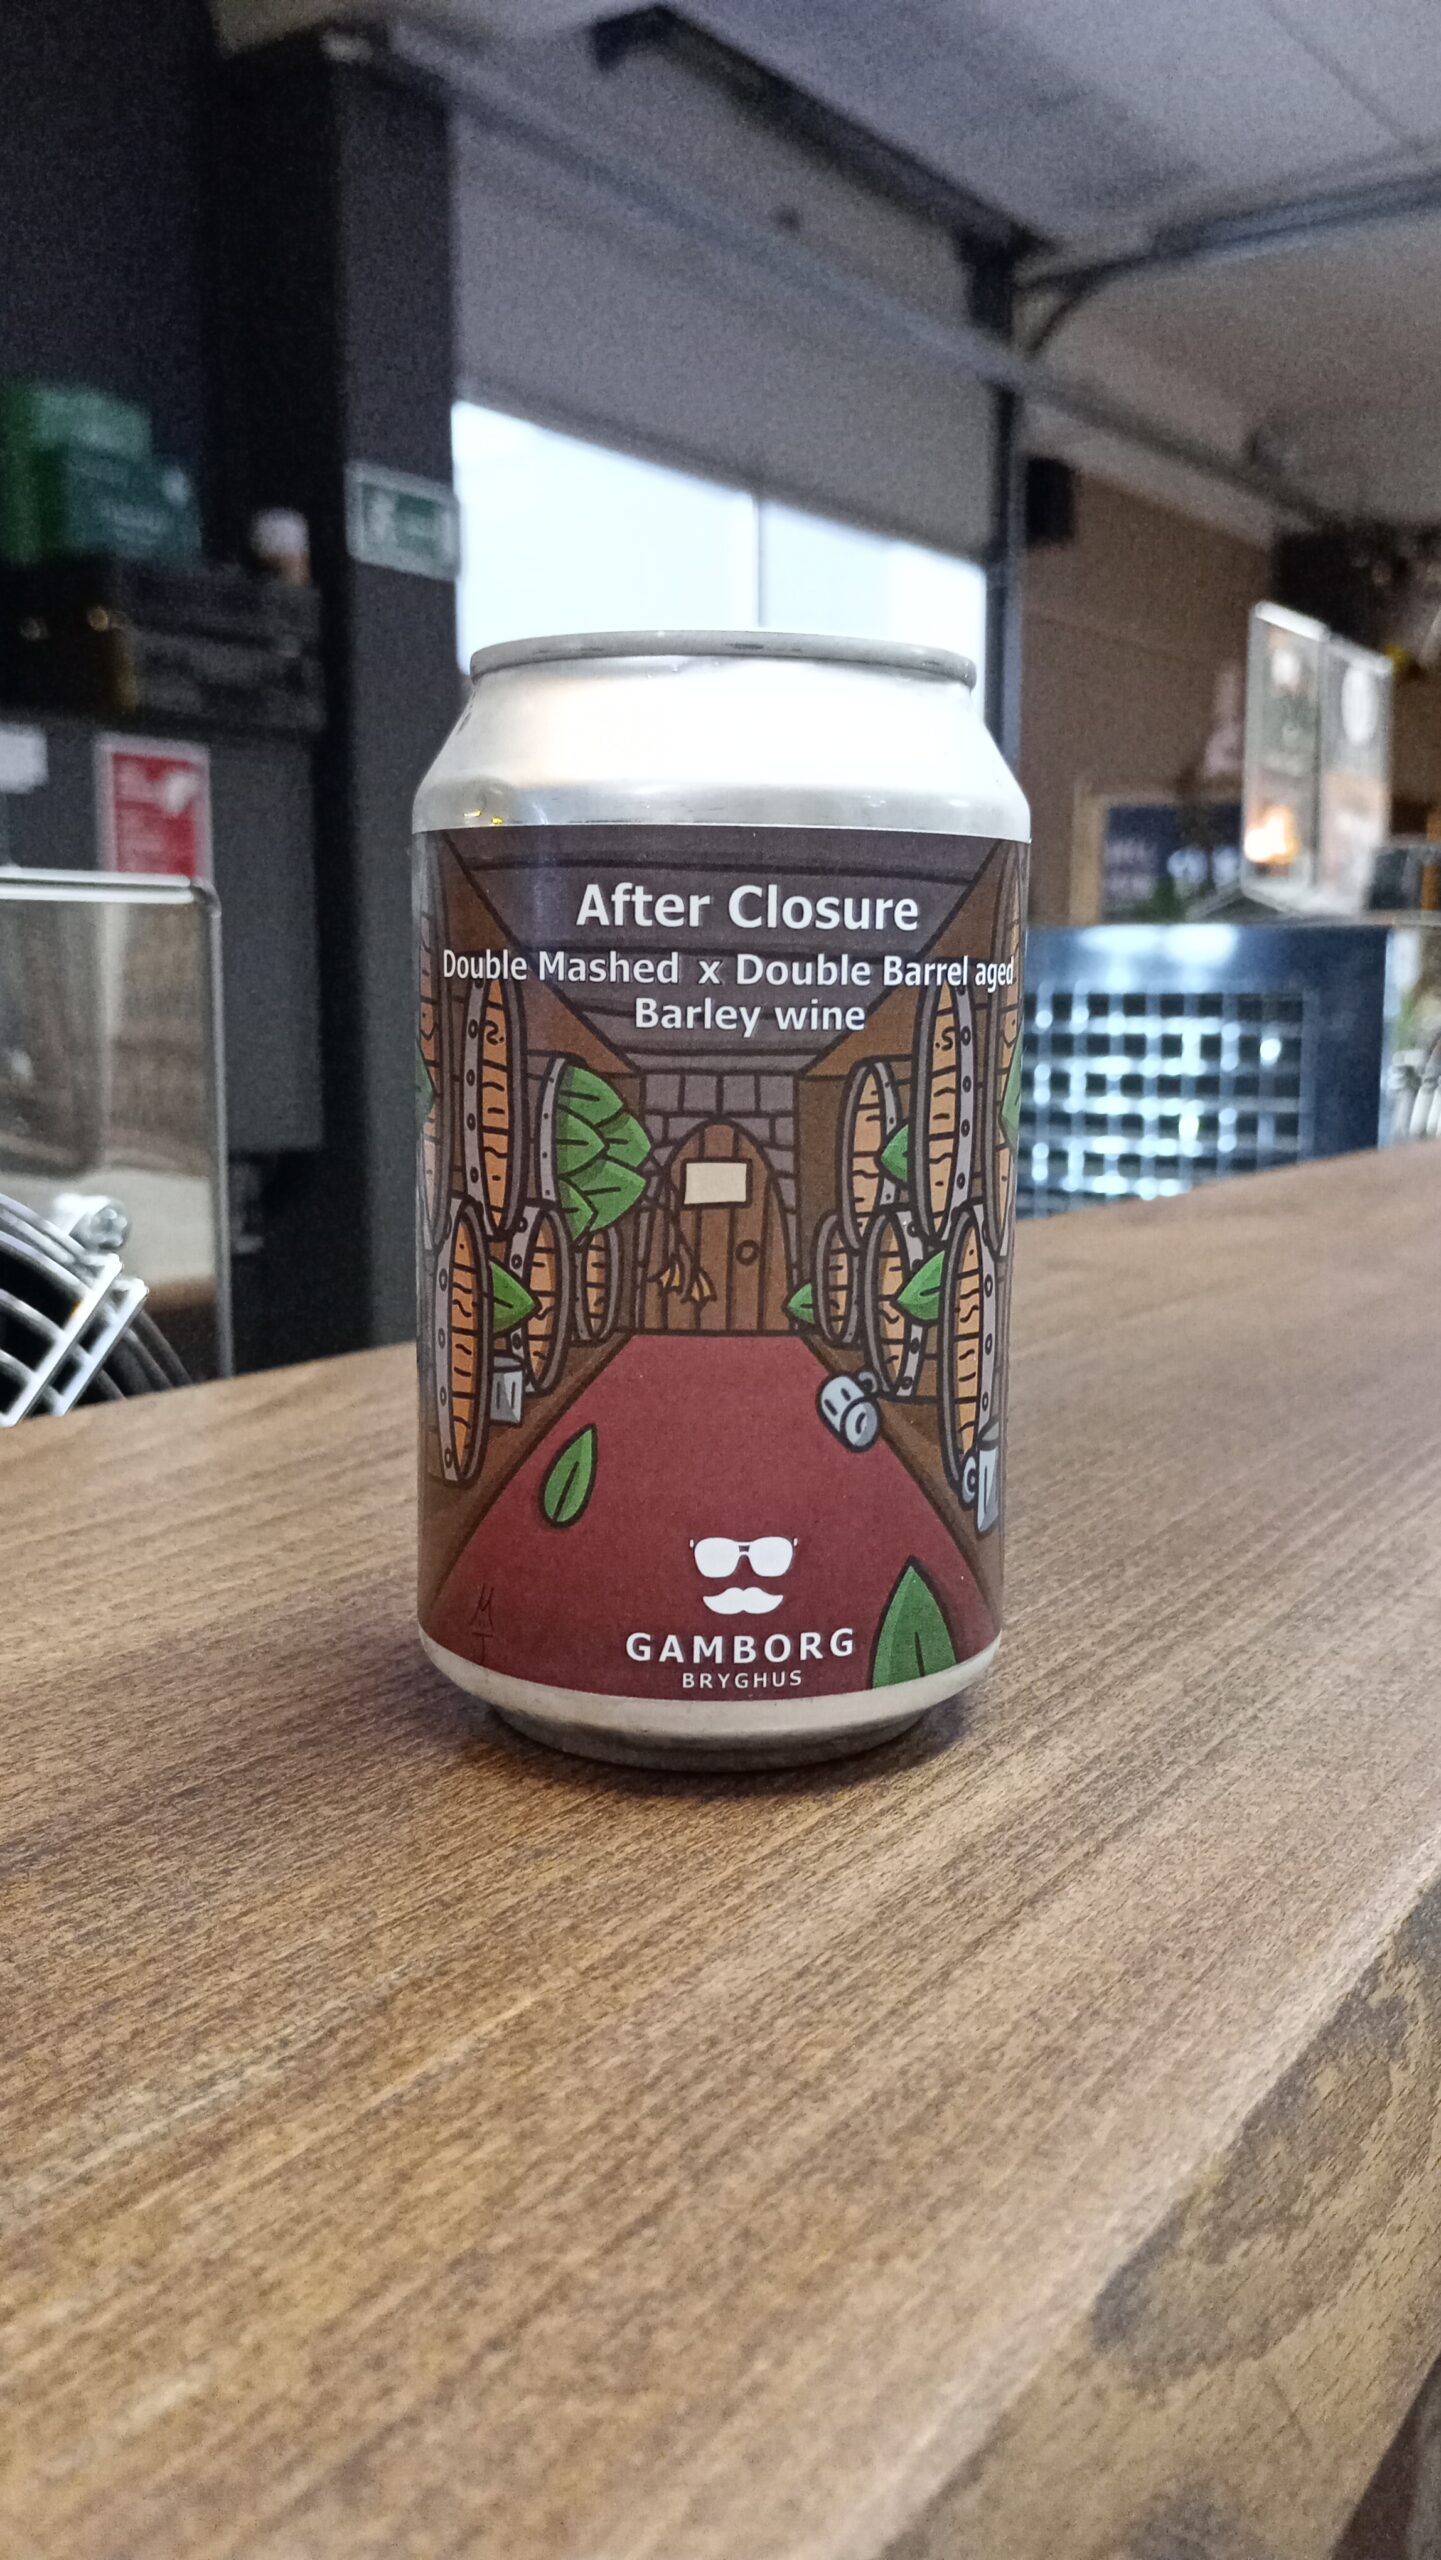 After Closure
Double Mashed x Double Barrel aged
Barley wine
GAMBORG
BRYGHUS